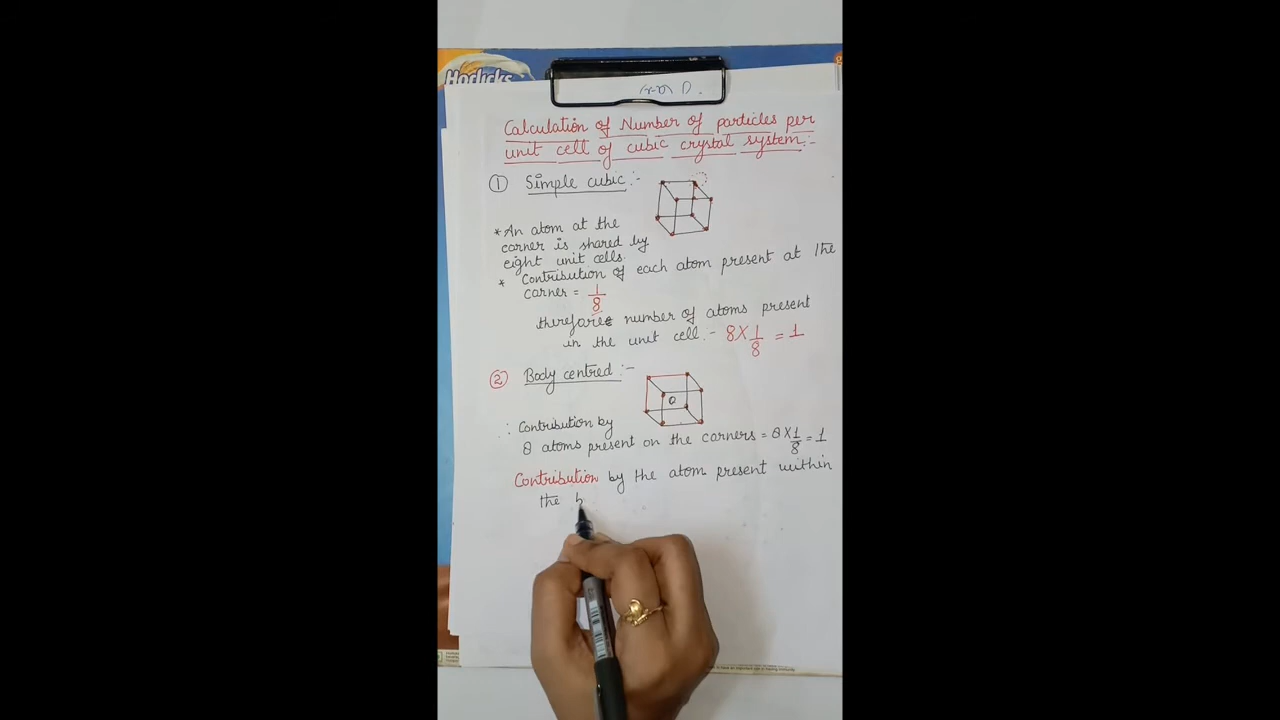 Horlicks
Calculation of Number of particles per
unit cell of cubic crystal system:-
① Simple cubic :-
* An atom at the
corner is shared by
eight unit cells.
* Contribution of each atom present at the
corner = 1/8
therefore number of atoms present
in the unit cell :- 8 X 1/8 = 1
② Body centred :-
∴ Contribution by
8 atoms present on the corners = 8 X 1/8 = 1
Contribution by the atom present within
the b